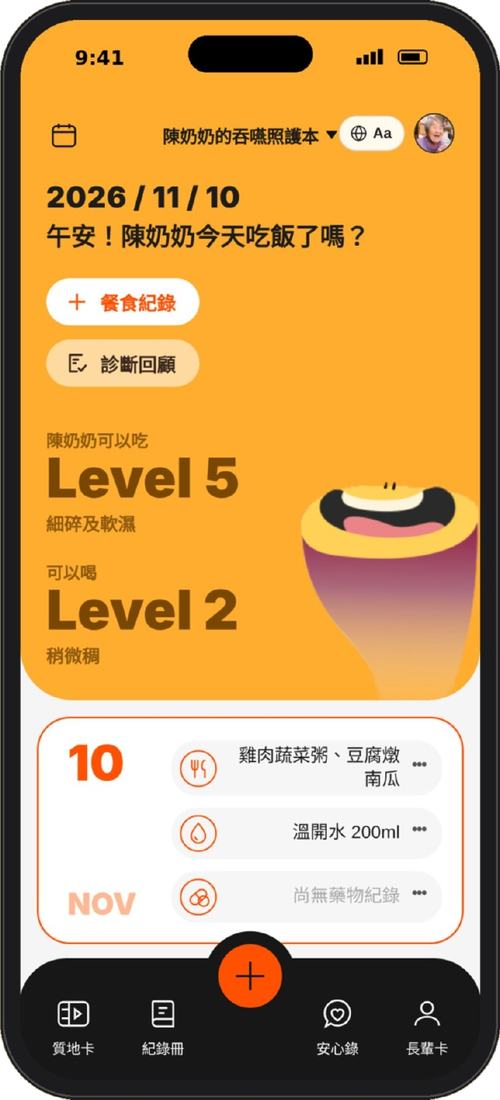 9:41
陳奶奶的吞嚥照護本 ▼
Aa
2026 / 11 / 10
午安！陳奶奶今天吃飯了嗎？
+ 餐食紀錄
診斷回顧
陳奶奶可以吃
Level 5
細碎及軟濕
可以喝
Level 2
稍微稠
10
NOV
雞肉蔬菜粥、豆腐燉
南瓜
溫開水 200ml
尚無藥物紀錄
質地卡
紀錄冊
安心錄
長輩卡